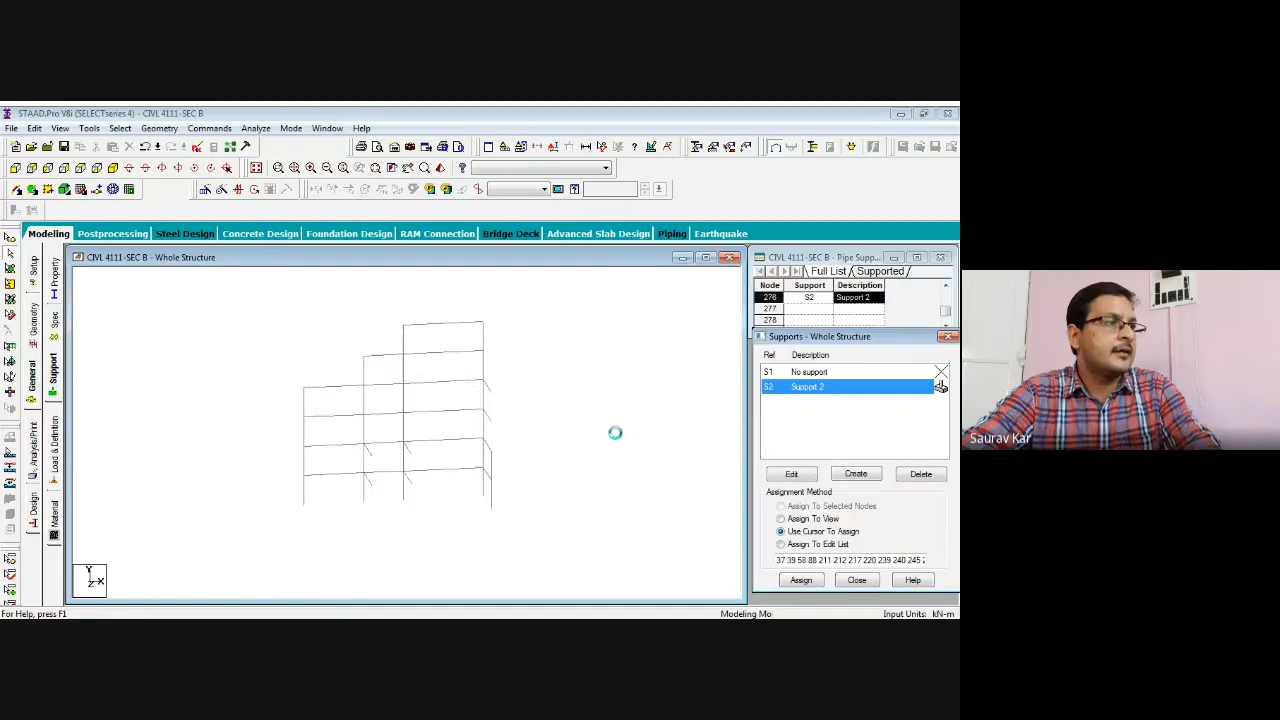 STAAD.Pro V8i (SELECTseries 4) - CIVL 4111-SEC B
File Edit View Tools Select Geometry Commands Analyze Mode Window Help
Modeling Postprocessing Steel Design Concrete Design Foundation Design RAM Connection Bridge Deck Advanced Slab Design Piping Earthquake
CIVL 4111-SEC B - Whole Structure
CIVL 4111-SEC B - Pipe Supp...
Full List Supported
Node Support Description
276 S2 Support 2
277
278
Setup
Geometry
General
Analysis/Print
Design
Property
Spec
Support
Load & Definition
Material
Supports - Whole Structure
Ref Description
S1 No support
S2 Support 2
Edit Create Delete
Assignment Method
Assign To Selected Nodes
Assign To View
Use Cursor To Assign
Assign To Edit List
37 39 58 88 211 212 217 220 239 240 245
Assign Close Help
Y
Z X
For Help, press F1
Modeling Mo
Input Units: kN-m
Saurav Kar